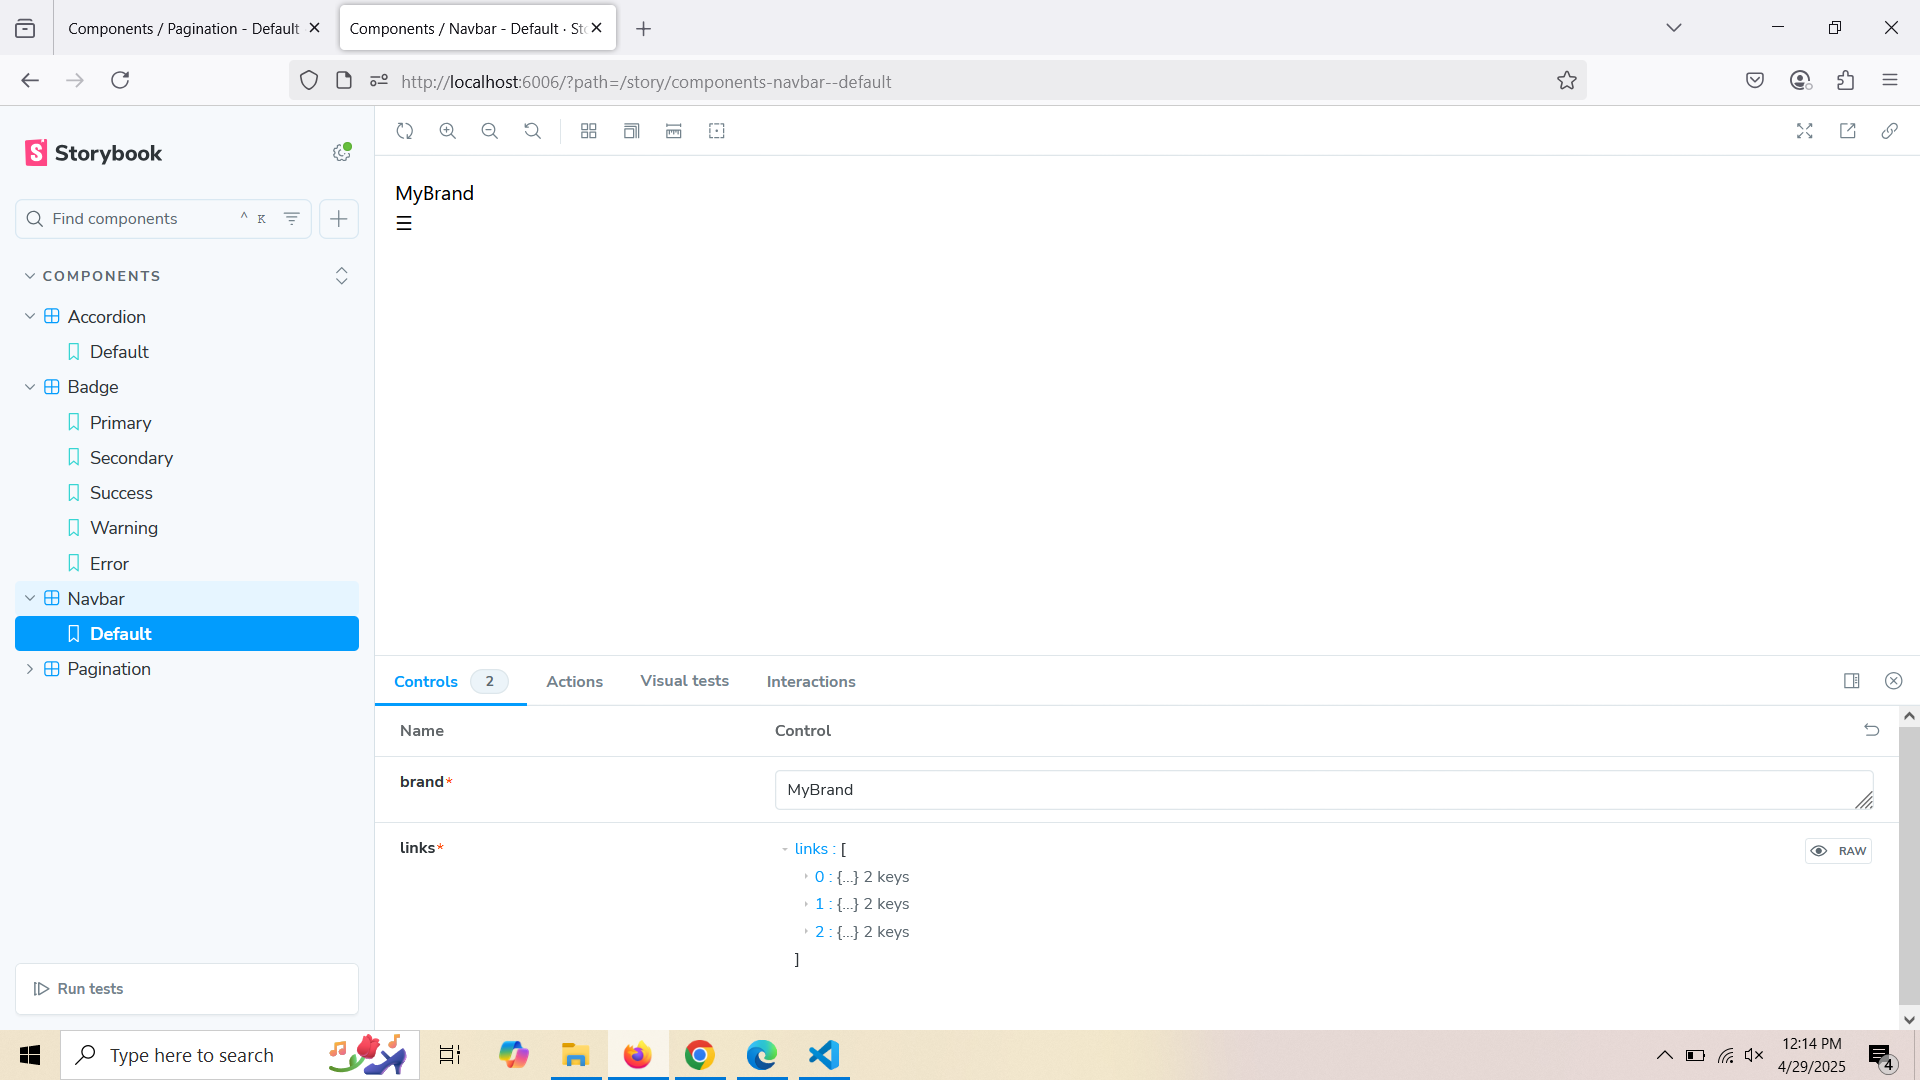 Components / Pagination - Default
Components / Navbar - Default · Sto
http://localhost:6006/?path=/story/components-navbar--default
Storybook
Find components
^ K
COMPONENTS
Accordion
Default
Badge
Primary
Secondary
Success
Warning
Error
Navbar
Default
Pagination
Run tests
MyBrand
Controls 2 Actions Visual tests Interactions
Name Control
brand* MyBrand
links* links : [
RAW
0 : {...} 2 keys
1 : {...} 2 keys
2 : {...} 2 keys
]
Type here to search
12:14 PM
4/29/2025
4